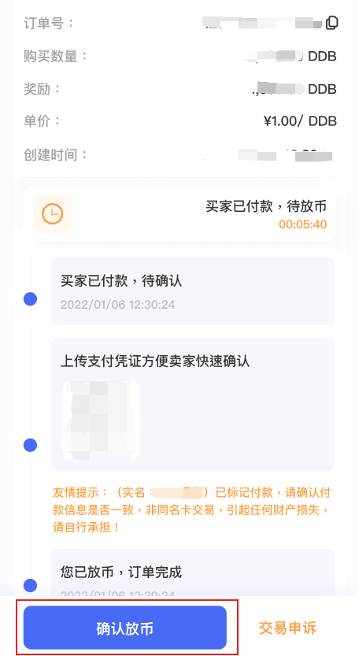 订单号：
购买数量： DDB
奖励： DDB
单价： ¥1.00/ DDB
创建时间：
买家已付款，待放币
00:05:40
买家已付款，待确认
2022/01/06 12:30:24
上传支付凭证方便卖家快速确认
友情提示：（实名： ）已标记付款，请确认付
款信息是否一致，非同名卡交易，引起任何财产损失，
请自行承担！
您已放币，订单完成
2022/01/06 12:30:24
确认放币 交易申诉